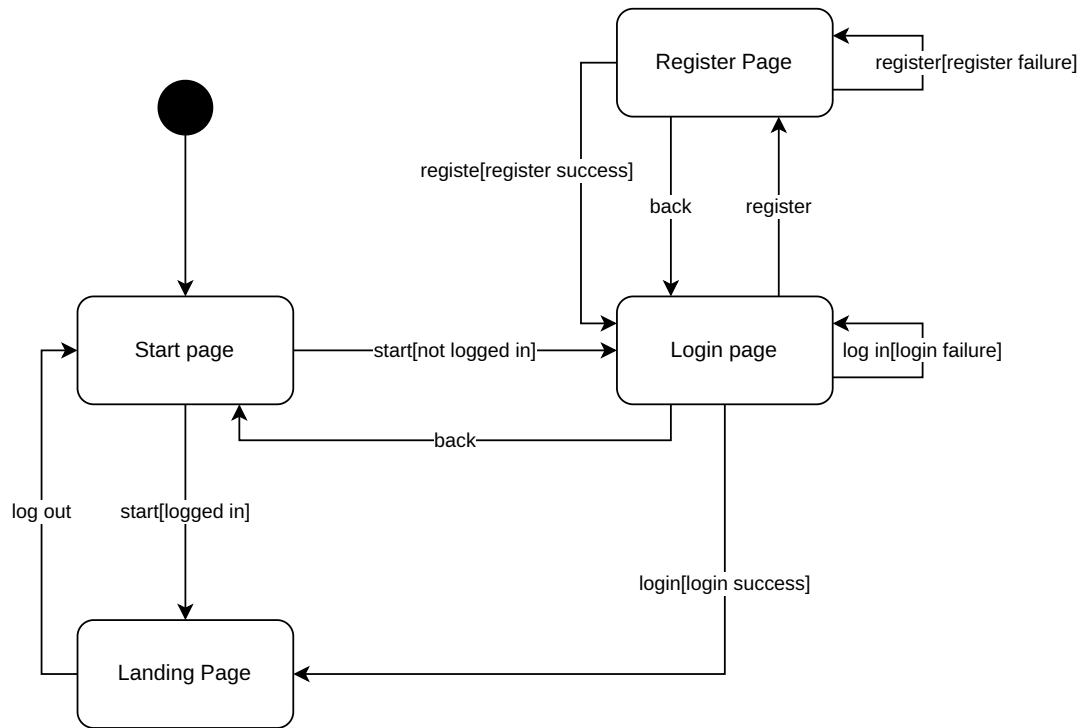 Register Page
register[register failure]
registe[register success]
back
register
Start page
start[not logged in]
Login page
log in[login failure]
back
log out
start[logged in]
login[login success]
Landing Page